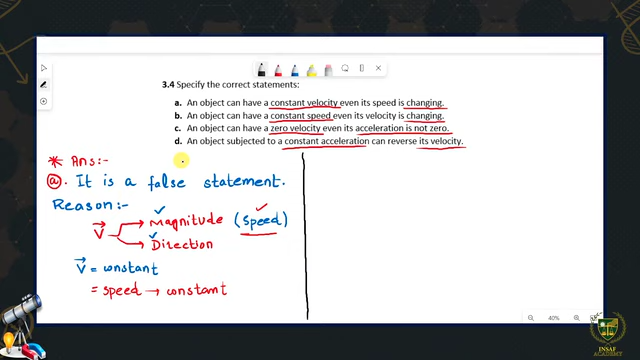 3.4 Specify the correct statements:
a. An object can have a constant velocity even its speed is changing.
b. An object can have a constant speed even its velocity is changing.
c. An object can have a zero velocity even its acceleration is not zero.
d. An object subjected to a constant acceleration can reverse its velocity.
* Ans:-
a. It is a false statement.
Reason:-
V → Magnitude (speed)
→ Direction
V = constant
= speed → constant
40%
INSAF
ACADEMY